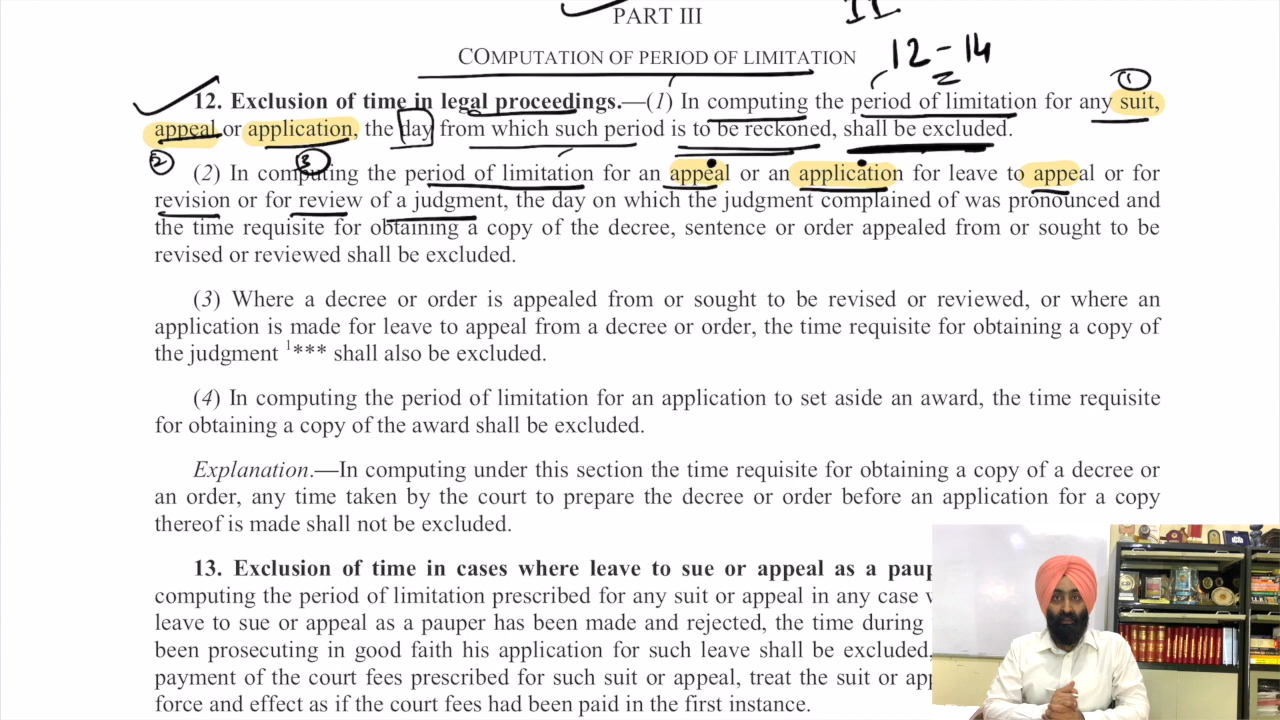 PART III
COMPUTATION OF PERIOD OF LIMITATION
12 - 14
12. Exclusion of time in legal proceedings.—(1) In computing the period of limitation for any suit,
appeal or application, the day from which such period is to be reckoned, shall be excluded.
1
2
3
(2) In computing the period of limitation for an appeal or an application for leave to appeal or for
revision or for review of a judgment, the day on which the judgment complained of was pronounced and
the time requisite for obtaining a copy of the decree, sentence or order appealed from or sought to be
revised or reviewed shall be excluded.
(3) Where a decree or order is appealed from or sought to be revised or reviewed, or where an
application is made for leave to appeal from a decree or order, the time requisite for obtaining a copy of
the judgment 1*** shall also be excluded.
(4) In computing the period of limitation for an application to set aside an award, the time requisite
for obtaining a copy of the award shall be excluded.
Explanation.—In computing under this section the time requisite for obtaining a copy of a decree or
an order, any time taken by the court to prepare the decree or order before an application for a copy
thereof is made shall not be excluded.
13. Exclusion of time in cases where leave to sue or appeal as a
computing the period of limitation prescribed for any suit or appeal in any case
leave to sue or appeal as a pauper has been made and rejected, the time during
been prosecuting in good faith his application for such leave shall be excluded,
payment of the court fees prescribed for such suit or appeal, treat the suit or
force and effect as if the court fees had been paid in the first instance.